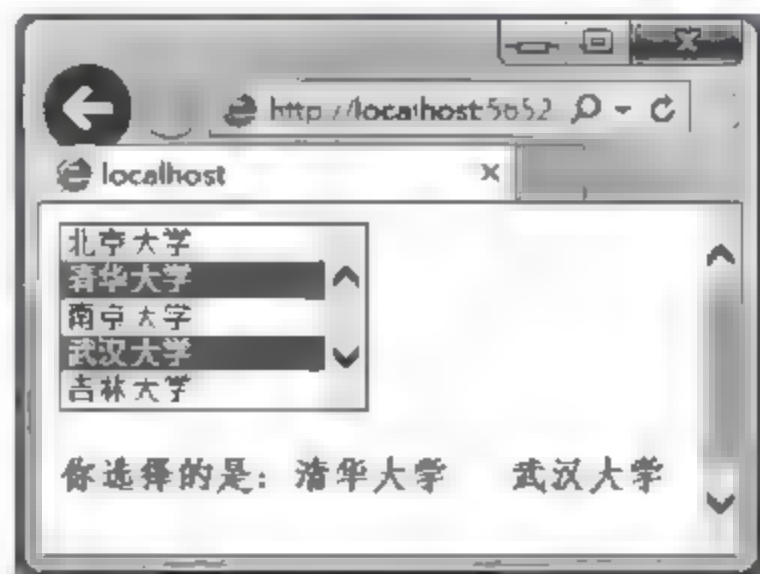 http://localhost:5652
localhost
北京大学
清华大学
南京大学
武汉大学
吉林大学
你选择的是: 清华大学 武汉大学